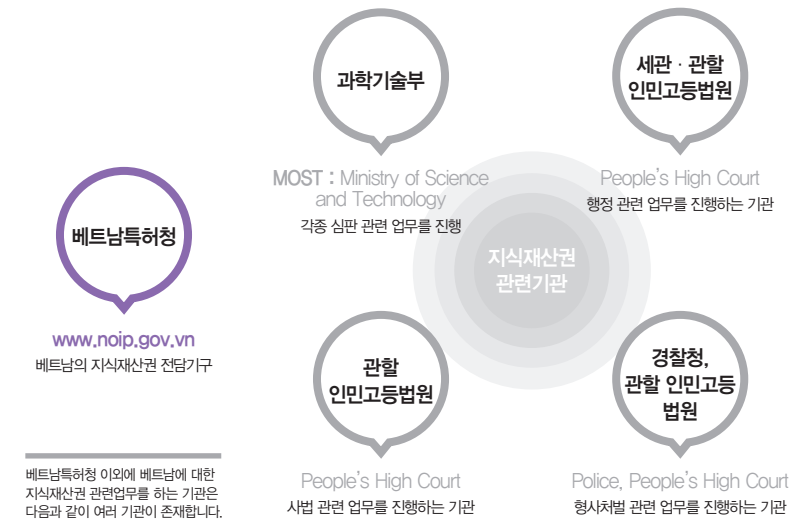 베트남특허청
www.noip.gov.vn
베트남의 지식재산권 전담기구
베트남특허청 이외에 베트남에 대한
지식재산권 관련업무를 하는 기관은
다음과 같이 여러 기관이 존재합니다.
과학기술부
MOST : Ministry of Science
and Technology
각종 심판 관련 업무를 진행
세관 · 관할
인민고등법원
People's High Court
행정 관련 업무를 진행하는 기관
지식재산권
관련기관
관할
인민고등법원
People's High Court
사법 관련 업무를 진행하는 기관
경찰청,
관할 인민고등
법원
Police, People's High Court
형사처벌 관련 업무를 진행하는 기관